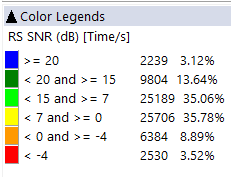 Color Legends
RS SNR (dB) [Time/s]
>= 20 2239 3.12%
< 20 and >= 15 9804 13.64%
< 15 and >= 7 25189 35.06%
< 7 and >= 0 25706 35.78%
< 0 and >= -4 6384 8.89%
< -4 2530 3.52%